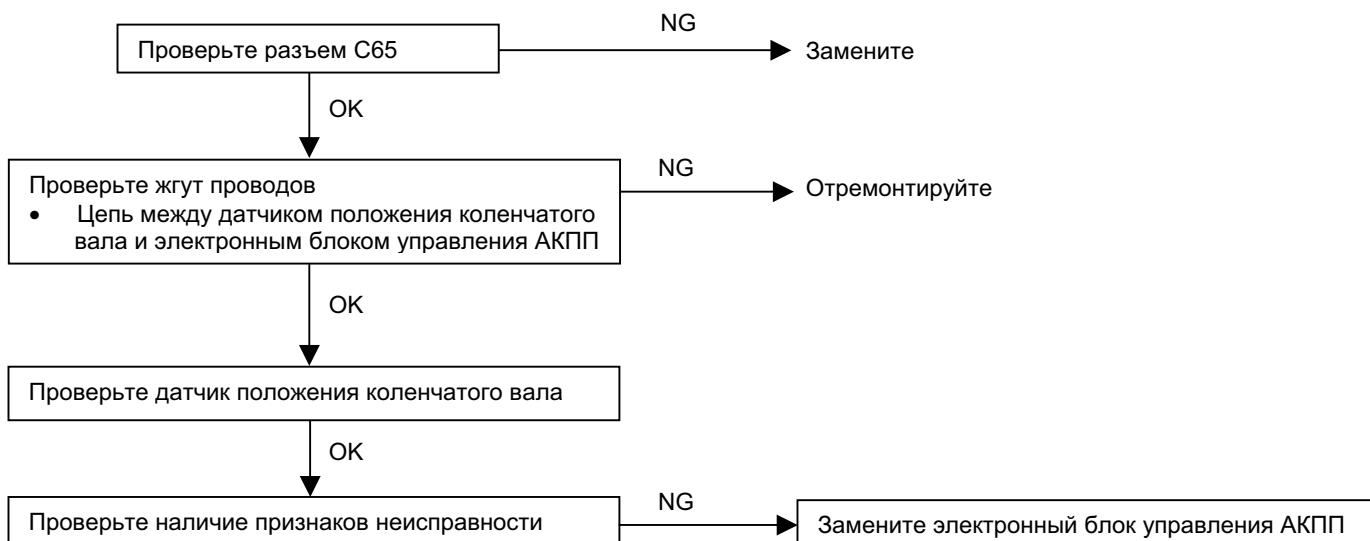 Проверьте разъем C65
NG
Замените
OK
Проверьте жгут проводов
• Цепь между датчиком положения коленчатого
вала и электронным блоком управления АКПП
NG
Отремонтируйте
OK
Проверьте датчик положения коленчатого вала
OK
Проверьте наличие признаков неисправности
NG
Замените электронный блок управления АКПП